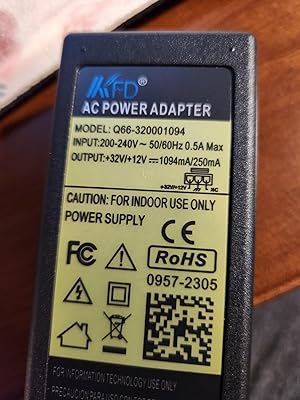 KFD®
AC POWER ADAPTER
MODEL: Q66-320001094
INPUT:200-240V~ 50/60Hz 0.5A Max
OUTPUT:+32V/+12V⎓1094mA/250mA
+32V +12V NC
CAUTION: FOR INDOOR USE ONLY
POWER SUPPLY
FC CE
RoHS
0957-2305
FOR INFORMATION TECHNOLOGY USE ONLY